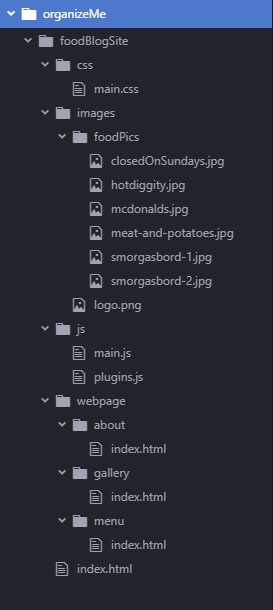 organizeMe
foodBlogSite
css
main.css
images
foodPics
closedOnSundays.jpg
hotdiggity.jpg
mcdonalds.jpg
meat-and-potatoes.jpg
smorgasbord-1.jpg
smorgasbord-2.jpg
logo.png
js
main.js
plugins.js
webpage
about
index.html
gallery
index.html
menu
index.html
index.html